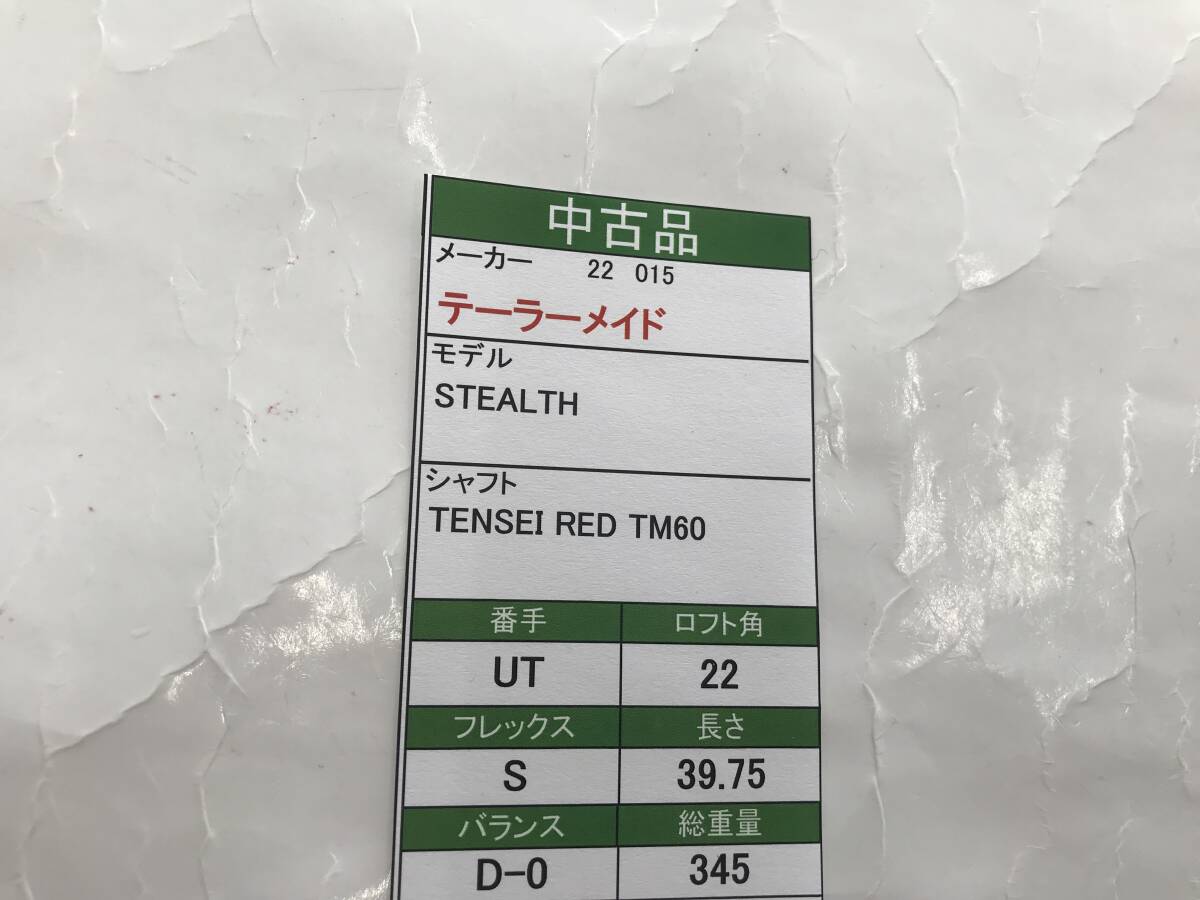 中古品
メーカー 22 015
テーラーメイド
モデル
STEALTH
シャフト
TENSEI RED TM60
番手 ロフト角
UT 22
フレックス 長さ
S 39.75
バランス 総重量
D-0 345